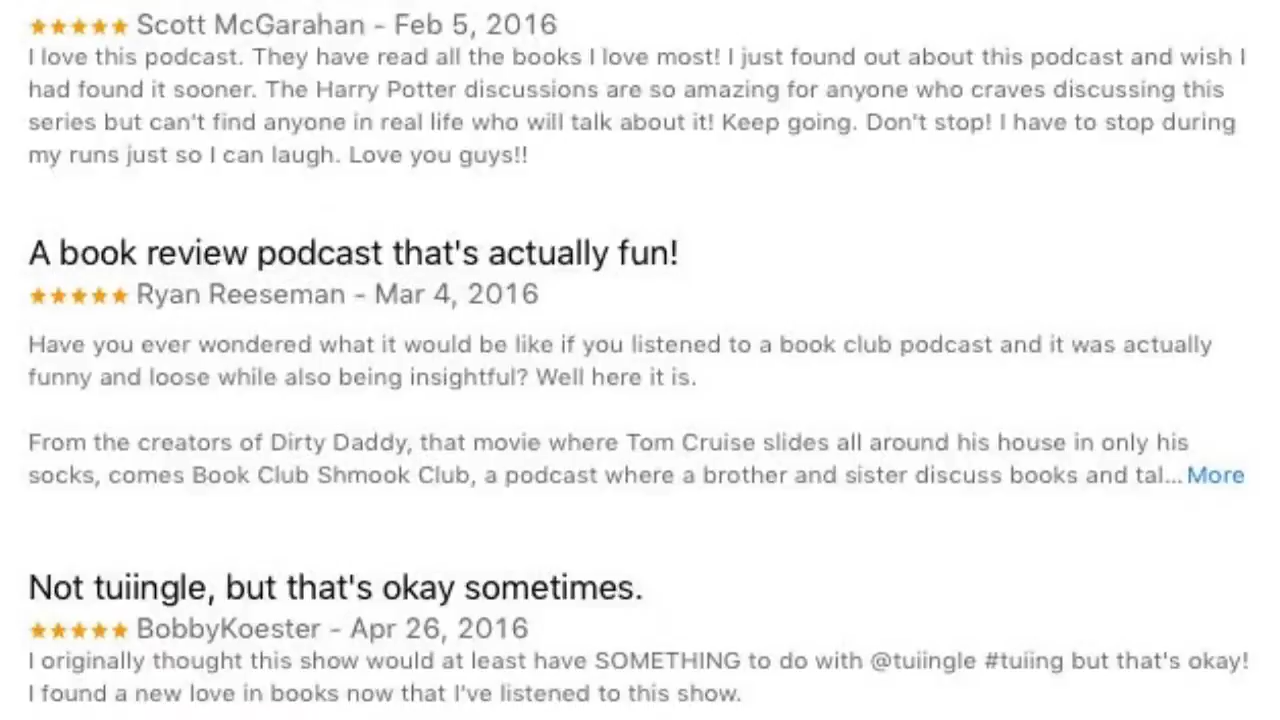 ★★★★★ Scott McGarahan - Feb 5, 2016
I love this podcast. They have read all the books I love most! I just found out about this podcast and wish I
had found it sooner. The Harry Potter discussions are so amazing for anyone who craves discussing this
series but can't find anyone in real life who will talk about it! Keep going. Don't stop! I have to stop during
my runs just so I can laugh. Love you guys!!
A book review podcast that's actually fun!
★★★★★ Ryan Reeseman - Mar 4, 2016
Have you ever wondered what it would be like if you listened to a book club podcast and it was actually
funny and loose while also being insightful? Well here it is.
From the creators of Dirty Daddy, that movie where Tom Cruise slides all around his house in only his
socks, comes Book Club Shmook Club, a podcast where a brother and sister discuss books and tal... More
Not tuiingle, but that's okay sometimes.
★★★★★ BobbyKoester - Apr 26, 2016
I originally thought this show would at least have SOMETHING to do with @tuiingle #tuiing but that's okay!
I found a new love in books now that I've listened to this show.